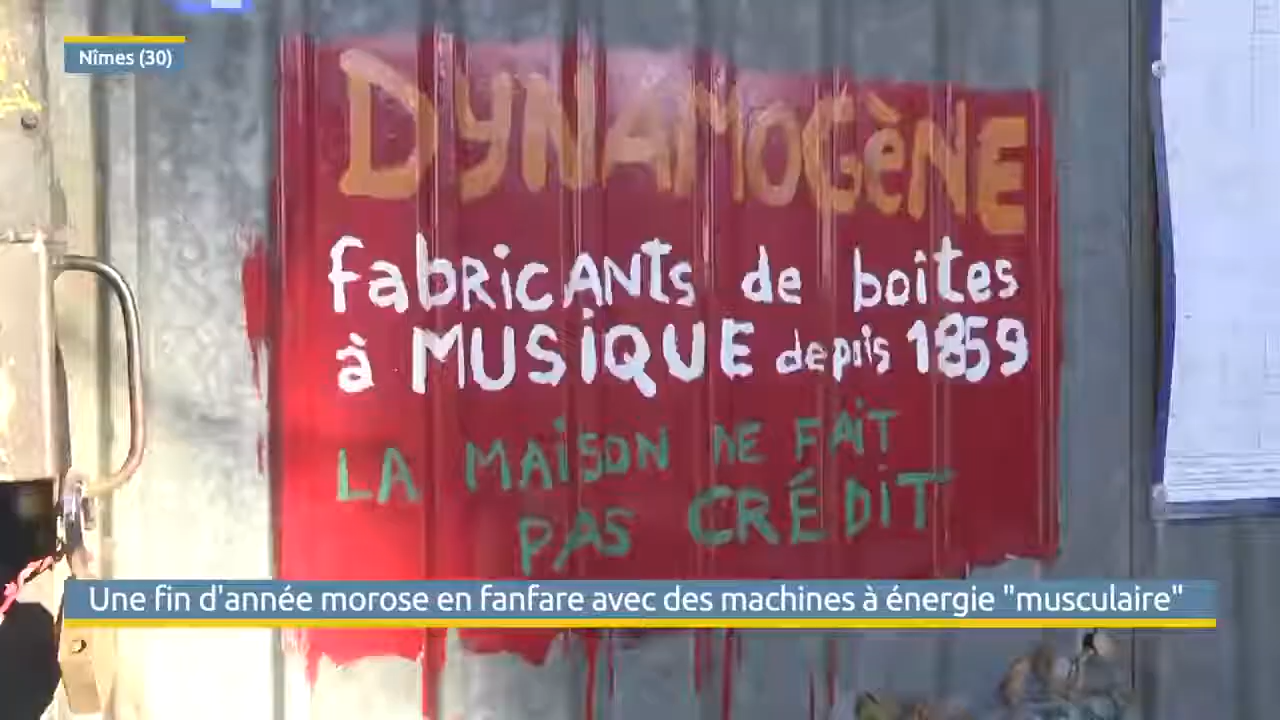 Nîmes (30)
DYNAMOGèNE
fabRicANts de boites
à MUSiQUE depuis 1859
LA MAiSON NE FAiT
PAS CRÉDiT
Une fin d'année morose en fanfare avec des machines à énergie "musculaire"